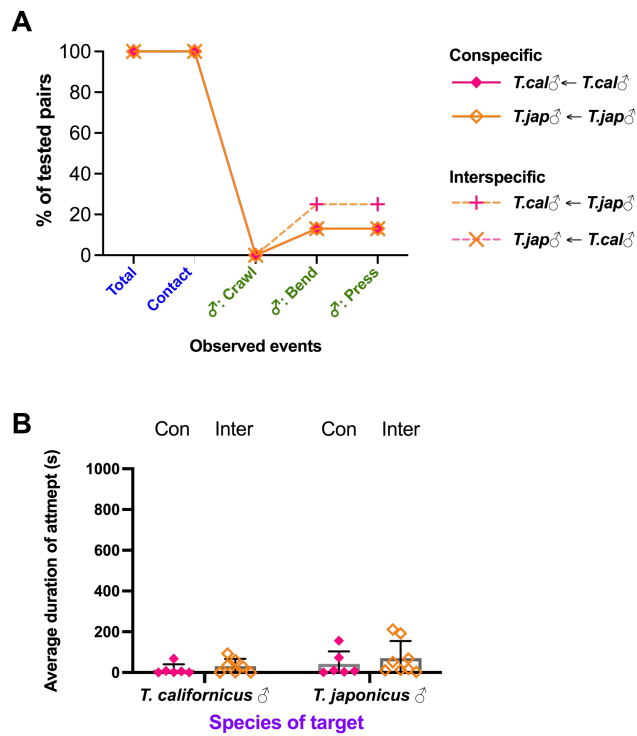 A
100
80
60
40
20
0
% of tested pairs
Total
Contact
♂: Crawl
♂: Bend
♂: Press
Observed events
Conspecific
T.cal♂ ← T.cal♂
T.jap♂ ← T.jap♂
Interspecific
T.cal♂ ← T.jap♂
T.jap♂ ← T.cal♂
B
Con Inter Con Inter
1000
800
600
400
200
0
Average duration of attmept (s)
T. californicus ♂ T. japonicus ♂
Species of target